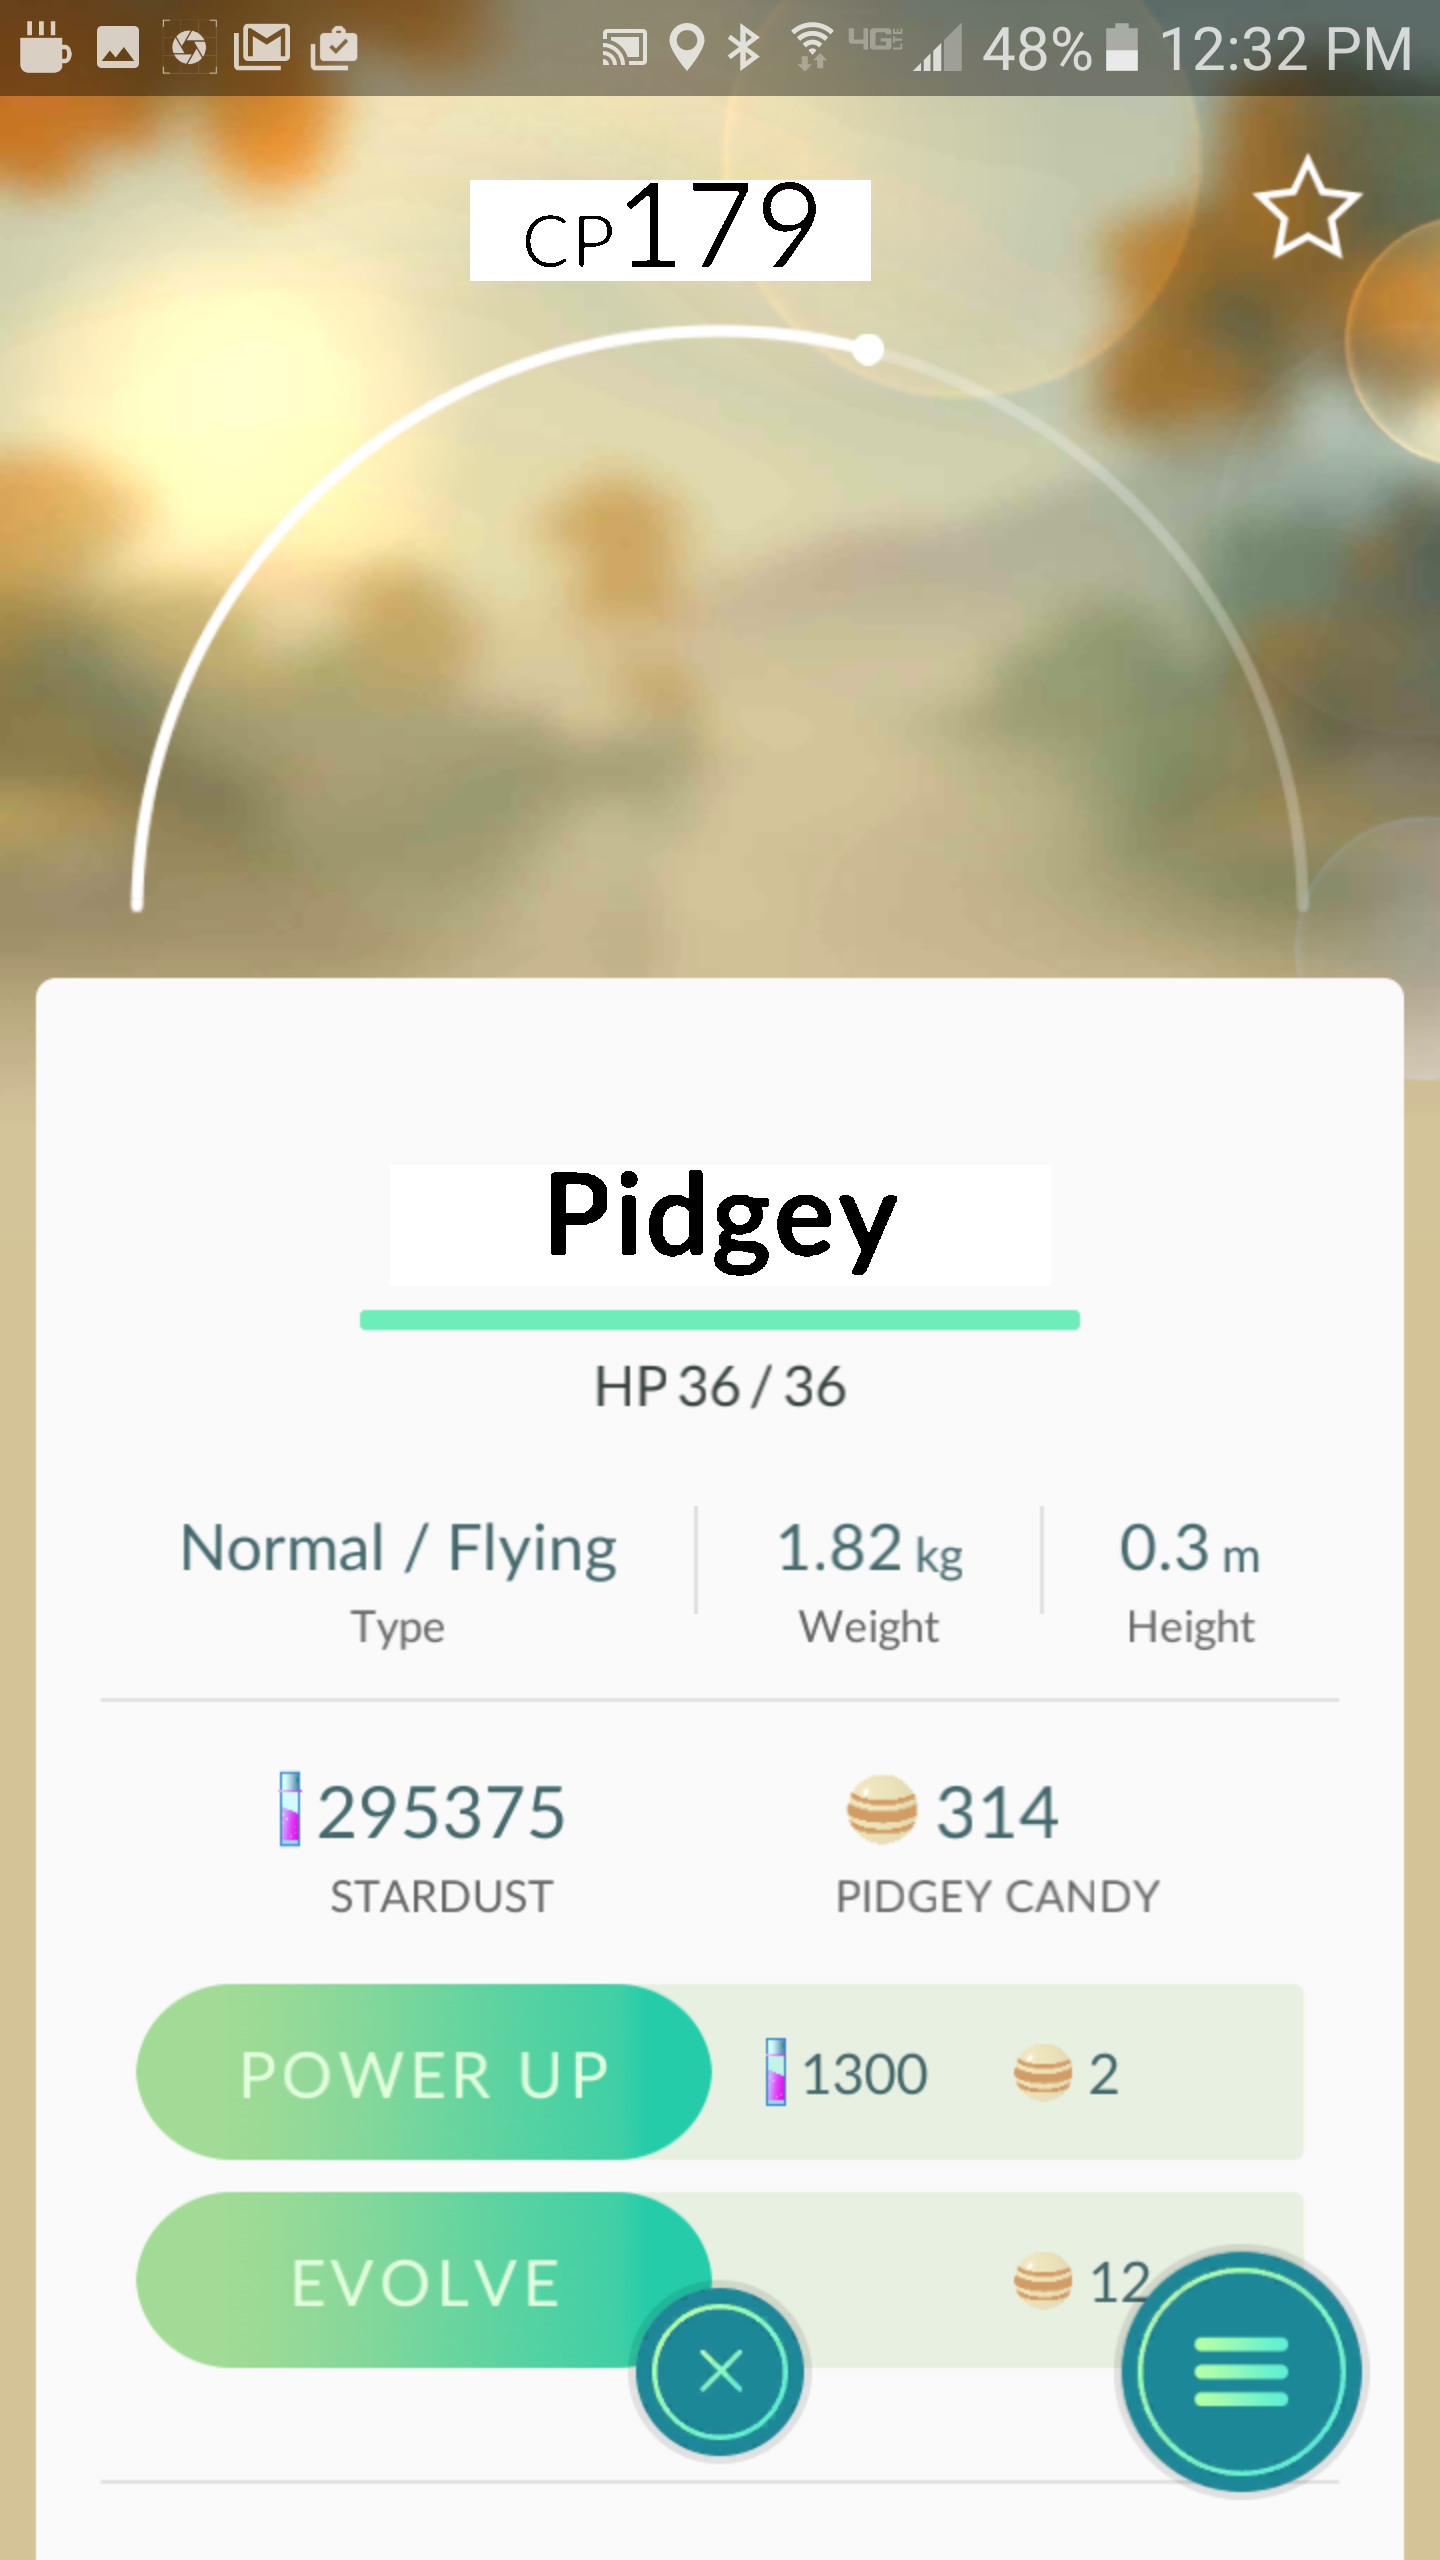 4G LTE 48% 12:32 PM
CP179
Pidgey
HP 36 / 36
Normal / Flying 1.82 kg 0.3 m
Type Weight Height
295375 314
STARDUST PIDGEY CANDY
POWER UP 1300 2
EVOLVE 12